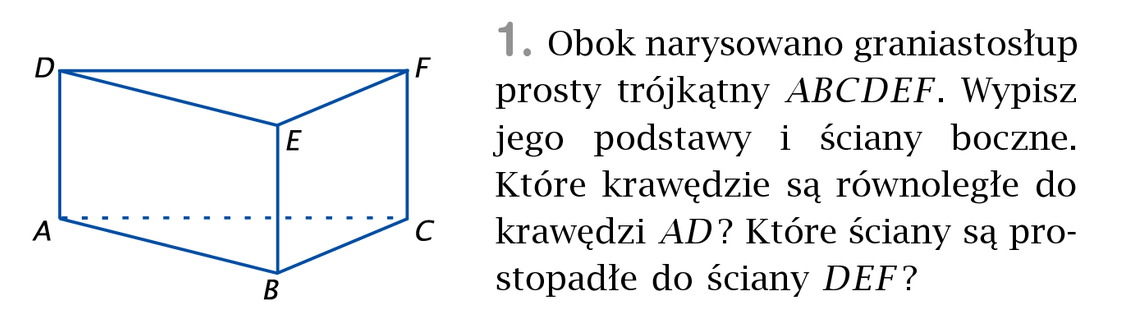 1. Obok narysowano graniastosłup
prosty trójkątny ABCDEF. Wypisz
jego podstawy i ściany boczne.
Które krawędzie są równoległe do
krawędzi AD? Które ściany są pro-
stopadłe do ściany DEF?
D
F
E
A
C
B